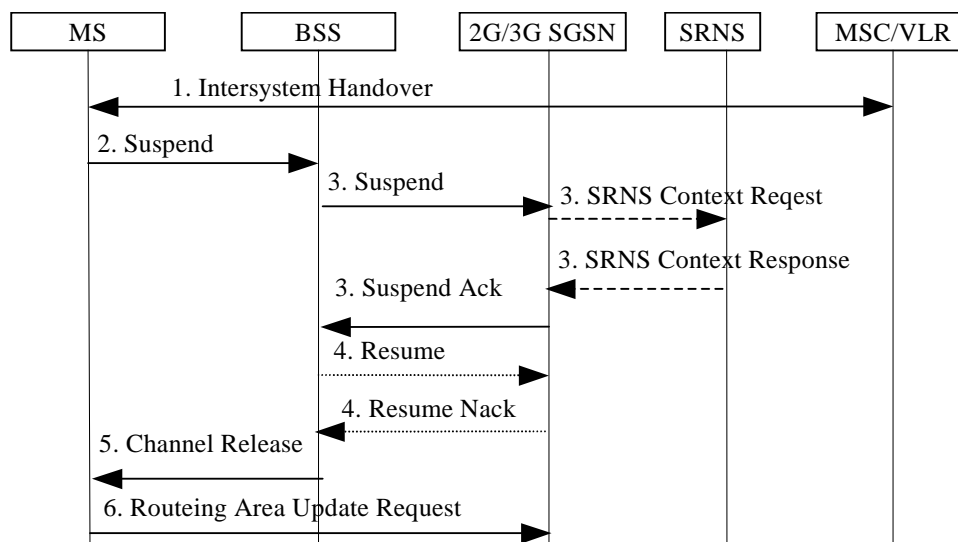 MS
BSS
2G/3G SGSN
SRNS
MSC/VLR
1. Intersystem Handover
2. Suspend
3. Suspend
3. SRNS Context Reqest
3. SRNS Context Response
3. Suspend Ack
4. Resume
4. Resume Nack
5. Channel Release
6. Routeing Area Update Request